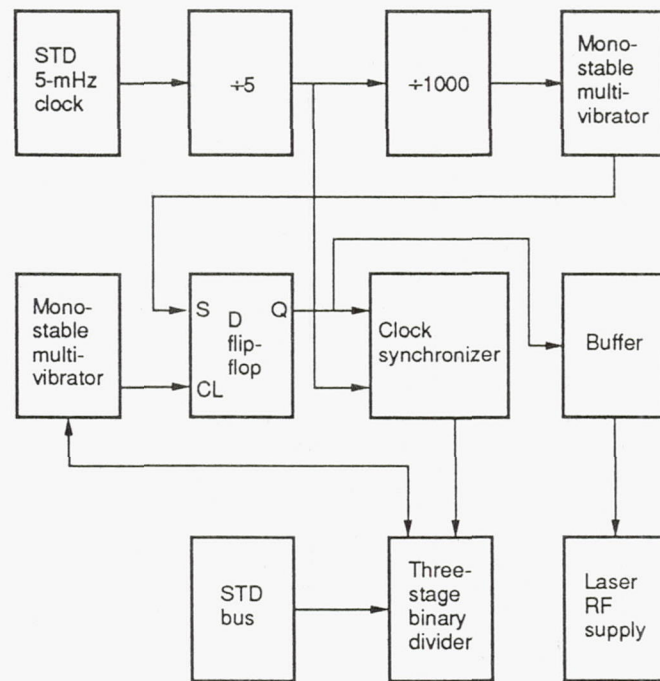 STD
5-mHz
clock
÷5
÷1000
Mono-
stable
multi-
vibrator
Mono-
stable
multi-
vibrator
S
Q
D
flip-
flop
CL
Clock
synchronizer
Buffer
STD
bus
Three-
stage
binary
divider
Laser
RF
supply